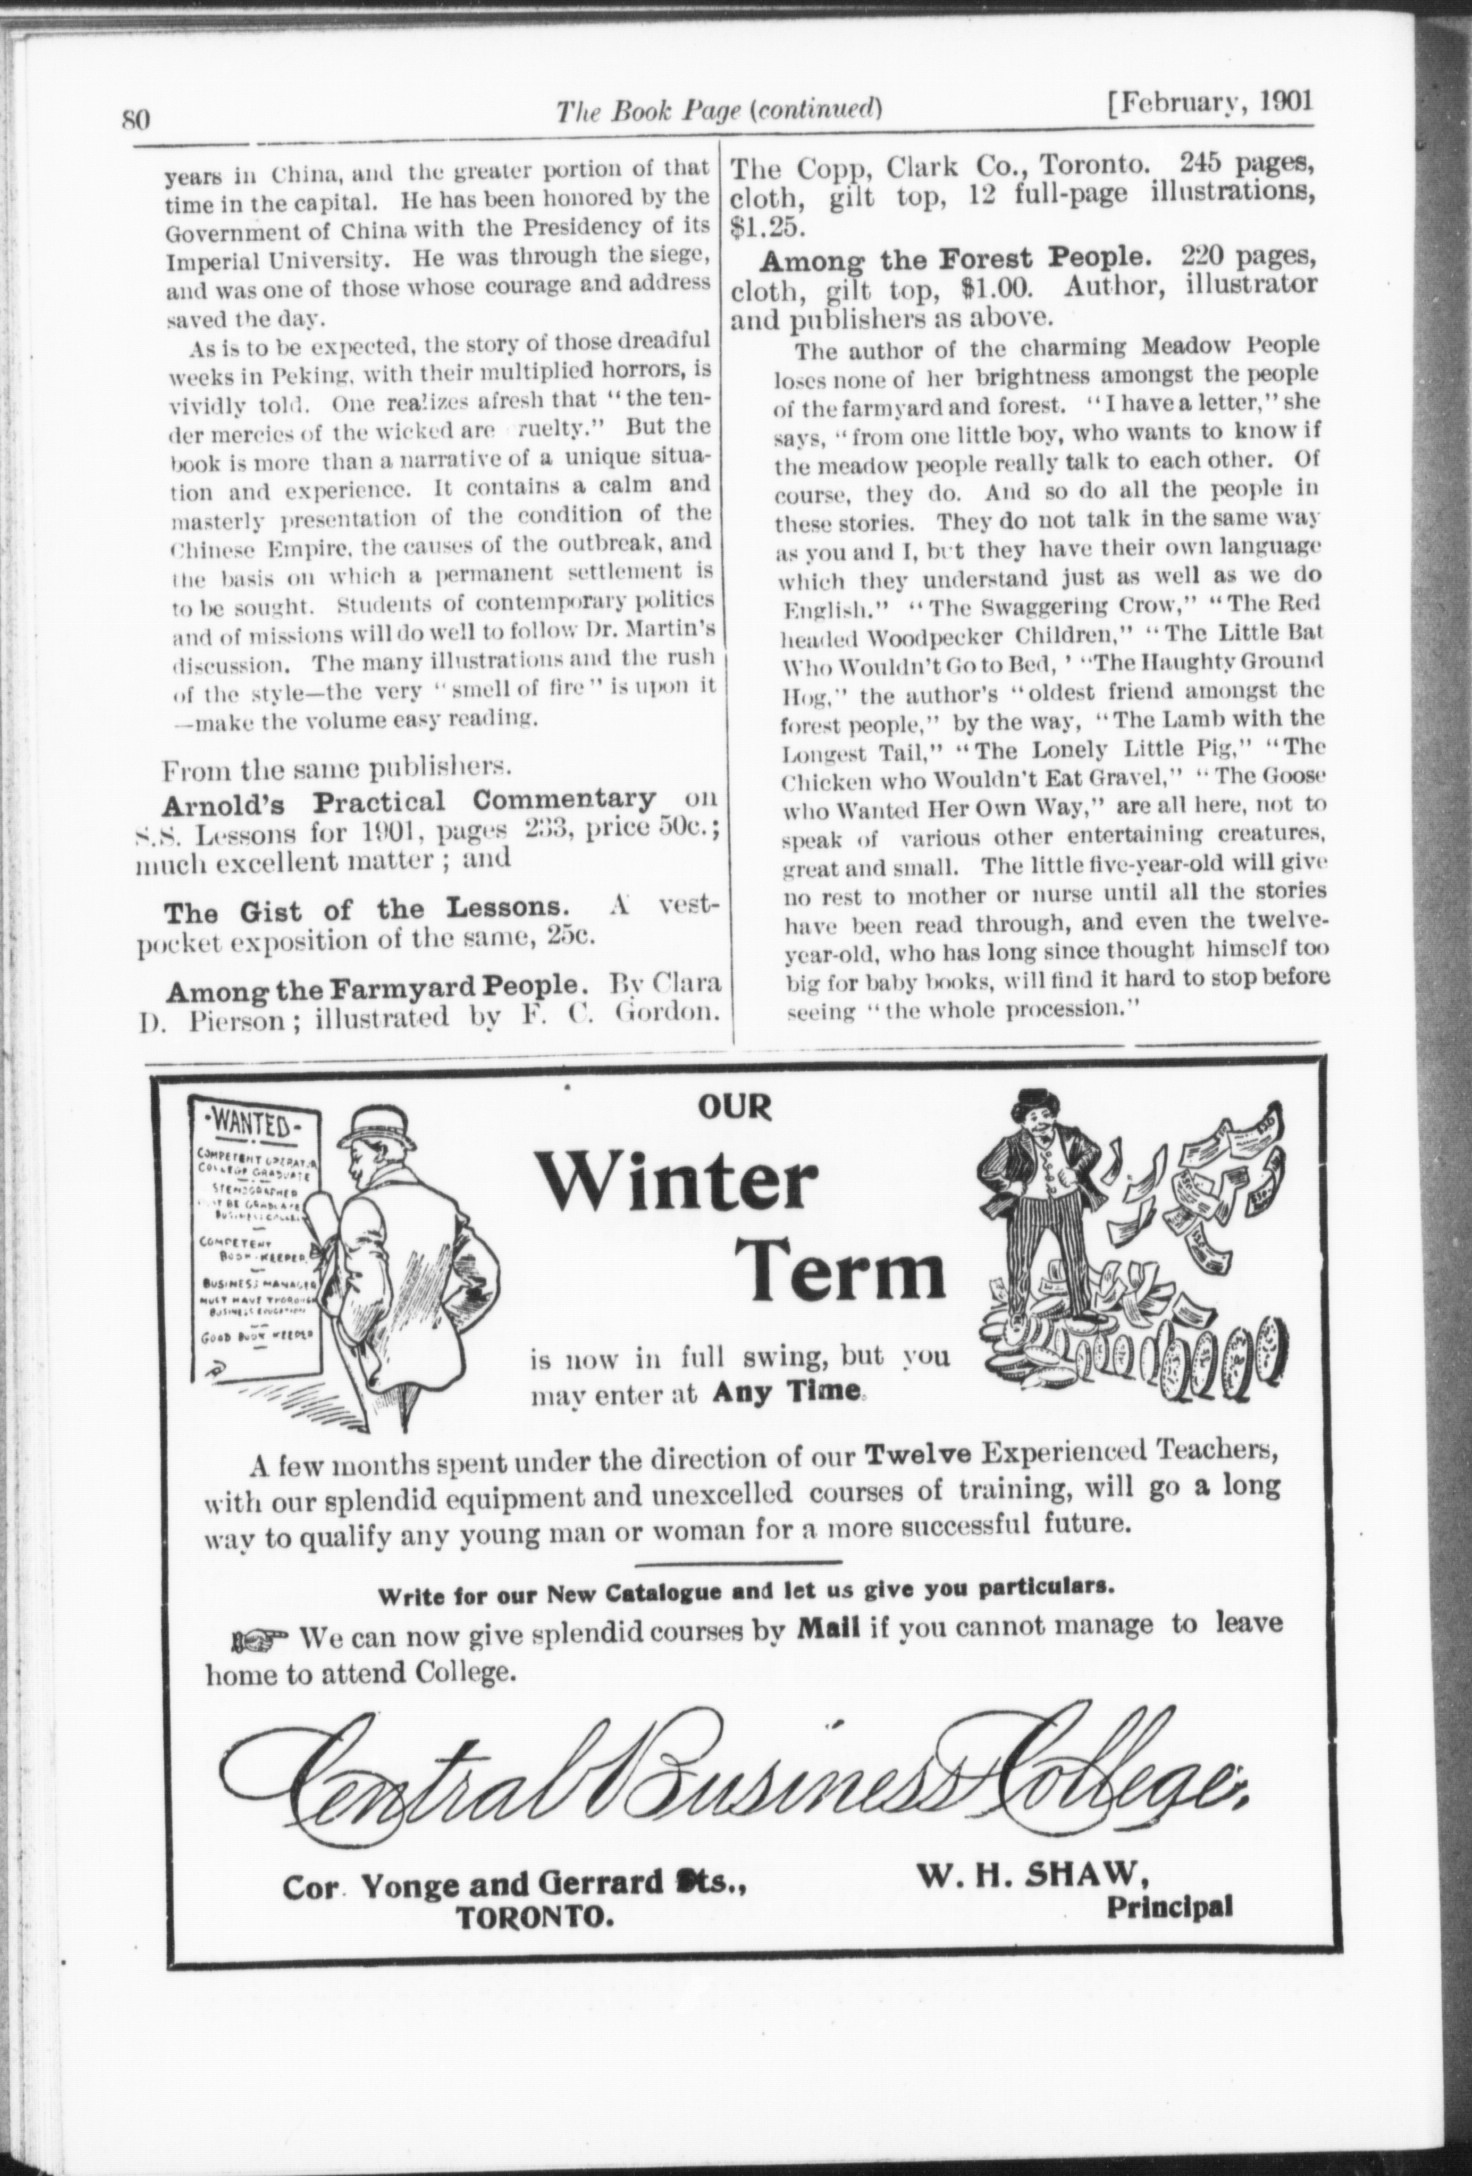 80
The Book Page (continued)
[February, 1901
years in China, and the greater portion of that
time in the capital. He has been honored by the
Government of China with the Presidency of its
Imperial University. He was through the siege,
and was one of those whose courage and address
saved the day.
As is to be expected, the story of those dreadful
weeks in Peking, with their multiplied horrors, is
vividly told. One realizes afresh that "the ten-
der mercies of the wicked are ruelty." But the
book is more than a narrative of a unique situa-
tion and experience. It contains a calm and
masterly presentation of the condition of the
Chinese Empire, the causes of the outbreak, and
the basis on which a permanent settlement is
to be sought. Students of contemporary politics
and of missions will do well to follow Dr. Martin's
discussion. The many illustrations and the rush
of the style—the very "smell of fire" is upon it
—make the volume easy reading.
From the same publishers.
Arnold's Practical Commentary on
S.S. Lessons for 1901, pages 233, price 50c.;
much excellent matter; and
The Gist of the Lessons. A vest-
pocket exposition of the same, 25c.
Among the Farmyard People. By Clara
D. Pierson; illustrated by F. C. Gordon.
The Copp, Clark Co., Toronto. 245 pages,
cloth, gilt top, 12 full-page illustrations,
$1.25.
Among the Forest People. 220 pages,
cloth, gilt top, $1.00. Author, illustrator
and publishers as above.
The author of the charming Meadow People
loses none of her brightness amongst the people
of the farmyard and forest. "I have a letter," she
says, "from one little boy, who wants to know if
the meadow people really talk to each other. Of
course, they do. And so do all the people in
these stories. They do not talk in the same way
as you and I, but they have their own language
which they understand just as well as we do
English." "The Swaggering Crow," "The Red
headed Woodpecker Children," "The Little Bat
Who Wouldn't Go to Bed,' "The Haughty Ground
Hog," the author's "oldest friend amongst the
forest people," by the way, "The Lamb with the
Longest Tail," "The Lonely Little Pig," "The
Chicken who Wouldn't Eat Gravel," "The Goose
who Wanted Her Own Way," are all here, not to
speak of various other entertaining creatures,
great and small. The little five-year-old will give
no rest to mother or nurse until all the stories
have been read through, and even the twelve-
year-old, who has long since thought himself too
big for baby books, will find it hard to stop before
seeing "the whole procession."
·WANTED-
COMPETENT OPERATOR
COLLEGE GRADUATE
STENOGRAPHER
BE GRADUATE
BUSINESS
COMPETENT
BOOK-KEEPER
BUSINESS MANAGER
MUST HAVE THOROUGH
BUSINESS EDUCATION
GOOD BOOK KEEPER
OUR
Winter
Term
is now in full swing, but you
may enter at Any Time.
A few months spent under the direction of our Twelve Experienced Teachers,
with our splendid equipment and unexcelled courses of training, will go a long
way to qualify any young man or woman for a more successful future.
Write for our New Catalogue and let us give you particulars.
☞ We can now give splendid courses by Mail if you cannot manage to leave
home to attend College.
Central Business College,
Cor. Yonge and Gerrard Sts.,
TORONTO.
W. H. SHAW,
Principal